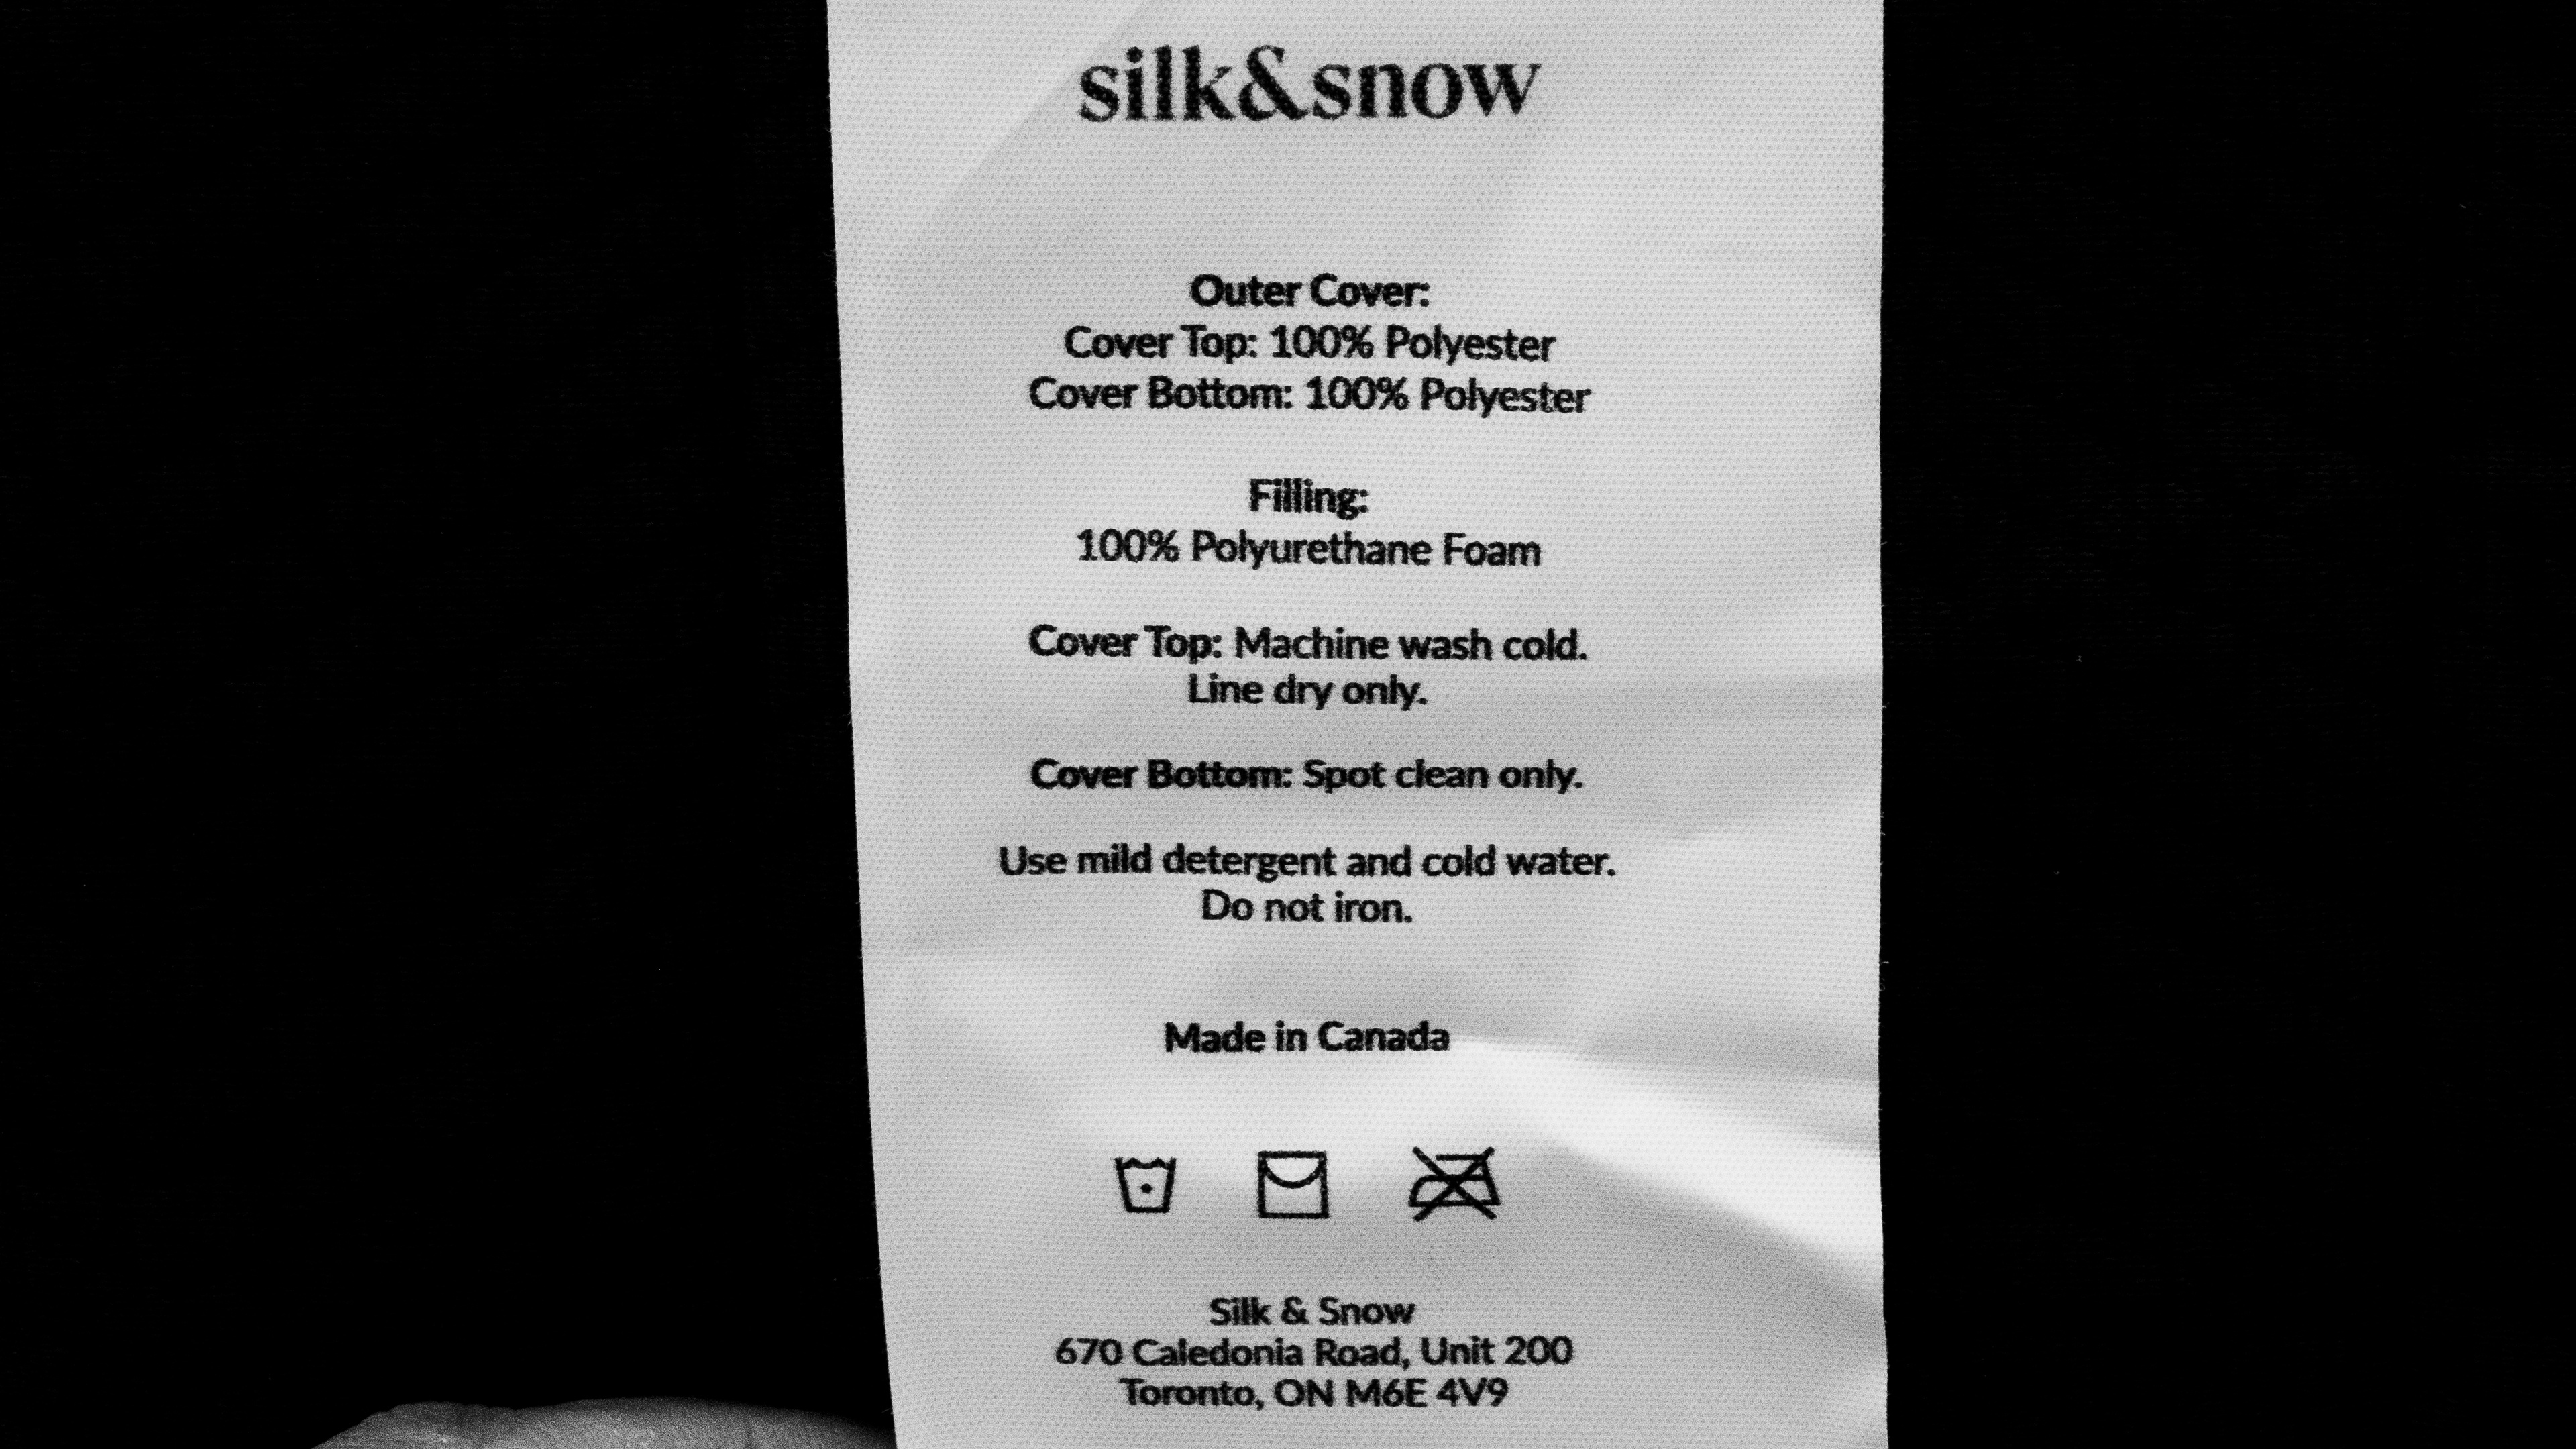 silk&snow
Outer Cover:
Cover Top: 100% Polyester
Cover Bottom: 100% Polyester
Filling:
100% Polyurethane Foam
Cover Top: Machine wash cold.
Line dry only.
Cover Bottom: Spot clean only.
Use mild detergent and cold water.
Do not iron.
Made in Canada
Silk & Snow
670 Caledonia Road, Unit 200
Toronto, ON M6E 4V9